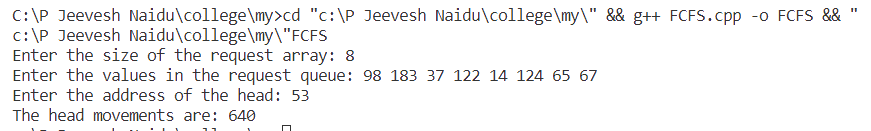 C:\P Jeevesh Naidu\college\my>cd "c:\P Jeevesh Naidu\college\my\" && g++ FCFS.cpp -o FCFS && "
c:\P Jeevesh Naidu\college\my\"FCFS
Enter the size of the request array: 8
Enter the values in the request queue: 98 183 37 122 14 124 65 67
Enter the address of the head: 53
The head movements are: 640